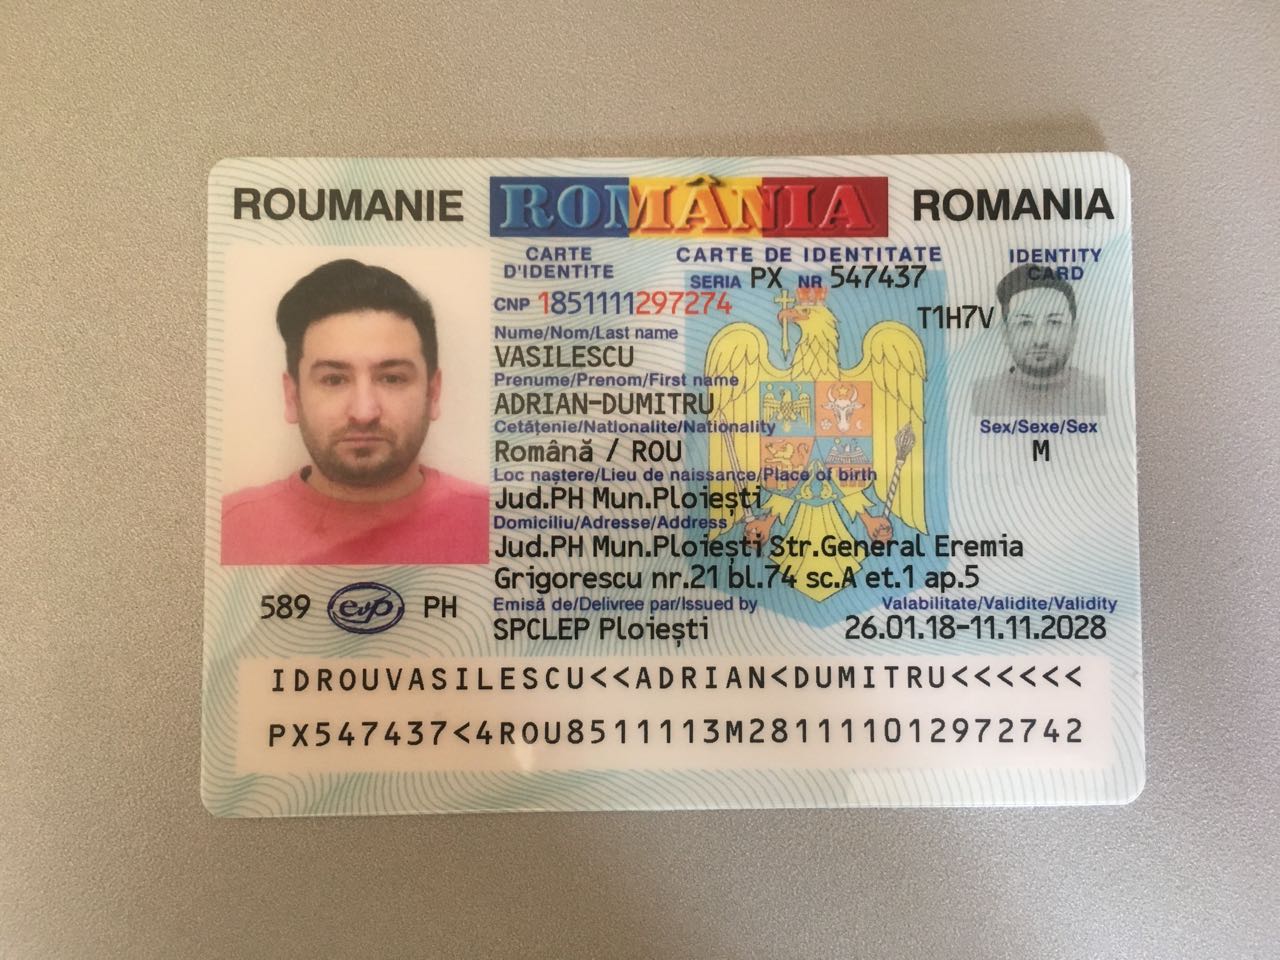 ROUMANIE ROMÂNIA ROMANIA
CARTE D'IDENTITE
CARTE DE IDENTITATE
IDENTITY CARD
SERIA PX NR 547437
CNP 1851111297274
T1H7V
Nume/Nom/Last name
VASILESCU
Prenume/Prenom/First name
ADRIAN-DUMITRU
Cetățenie/Nationalite/Nationality
Română / ROU
Sex/Sexe/Sex
M
Loc naștere/Lieu de naissance/Place of birth
Jud.PH Mun.Ploiești
Domiciliu/Adresse/Address
Jud.PH Mun.Ploiești Str.General Eremia
Grigorescu nr.21 bl.74 sc.A et.1 ap.5
Emisă de/Delivree par/Issued by
SPCLEP Ploiești
Valabilitate/Validite/Validity
26.01.18-11.11.2028
589 evp PH
IDROUVASILESCU<<ADRIAN<DUMITRU<<<<<<
PX547437<4ROU8511113M281111012972742